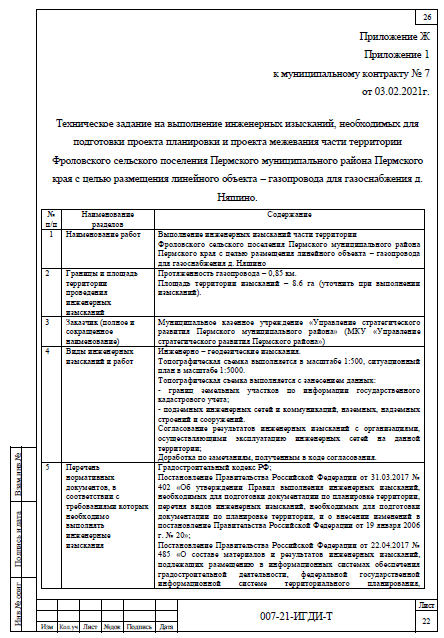 26
Приложение Ж
Приложение 1
к муниципальному контракту № 7
от 03.02.2021г.
Техническое задание на выполнение инженерных изысканий, необходимых для
подготовки проекта планировки и проекта межевания части территории
Фроловского сельского поселения Пермского муниципального района Пермского
края с целью размещения линейного объекта – газопровода для газоснабжения д.
Няшино.
№ п/п
Наименование разделов
Содержание
1
Наименование работ
Выполнение инженерных изысканий части территории
Фроловского сельского поселения Пермского муниципального района
Пермского края с целью размещения линейного объекта – газопровода
для газоснабжения д. Няшино
2
Границы и площадь
территории
проведения
инженерных
изысканий
Протяженность газопровода – 0,85 км.
Площадь территории изысканий – 8.6 га (уточнить при выполнении
изысканий).
3
Заказчик (полное и
сокращенное
наименование)
Муниципальное казенное учреждение «Управление стратегического
развития Пермского муниципального района» (МКУ «Управление
стратегического развития Пермского района»)
4
Виды инженерных
изысканий и работ
Инженерно – геодезические изыскания.
Топографическая съемка выполняется в масштабе 1:500, ситуационный
план в масштабе 1:5000.
Топографическая съемка выполняется с занесением данных:
- границ земельных участков по информации государственного
кадастрового учета;
- подземных инженерных сетей и коммуникаций, наземных, надземных
строений и сооружений.
Согласование результатов инженерных изысканий с организациями,
осуществляющими эксплуатацию инженерных сетей на данной
территории;
Доработка по замечаниям, полученным в ходе согласования.
5
Перечень
нормативных
документов, в
соответствии с
требованиями которых
необходимо
выполнять
инженерные
изыскания
Градостроительный кодекс РФ;
Постановление Правительства Российской Федерации от 31.03.2017 №
402 «Об утверждении Правил выполнения инженерных изысканий,
необходимых для подготовки документации по планировке территории,
перечня видов инженерных изысканий, необходимых для подготовки
документации по планировке территории, и о внесении изменений в
постановление Правительства Российской Федерации от 19 января 2006
г. № 20»;
Постановление Правительства Российской Федерации от 22.04.2017 №
485 «О составе материалов и результатов инженерных изысканий,
подлежащих размещению в информационных системах обеспечения
градостроительной деятельности, федеральной государственной
информационной системе территориального планирования,
Взам инв №
Подпись и дата
Инв № ориг
Изм Кол.уч Лист №док Подпись Дата
007-21-ИГДИ-Т
Лист
22